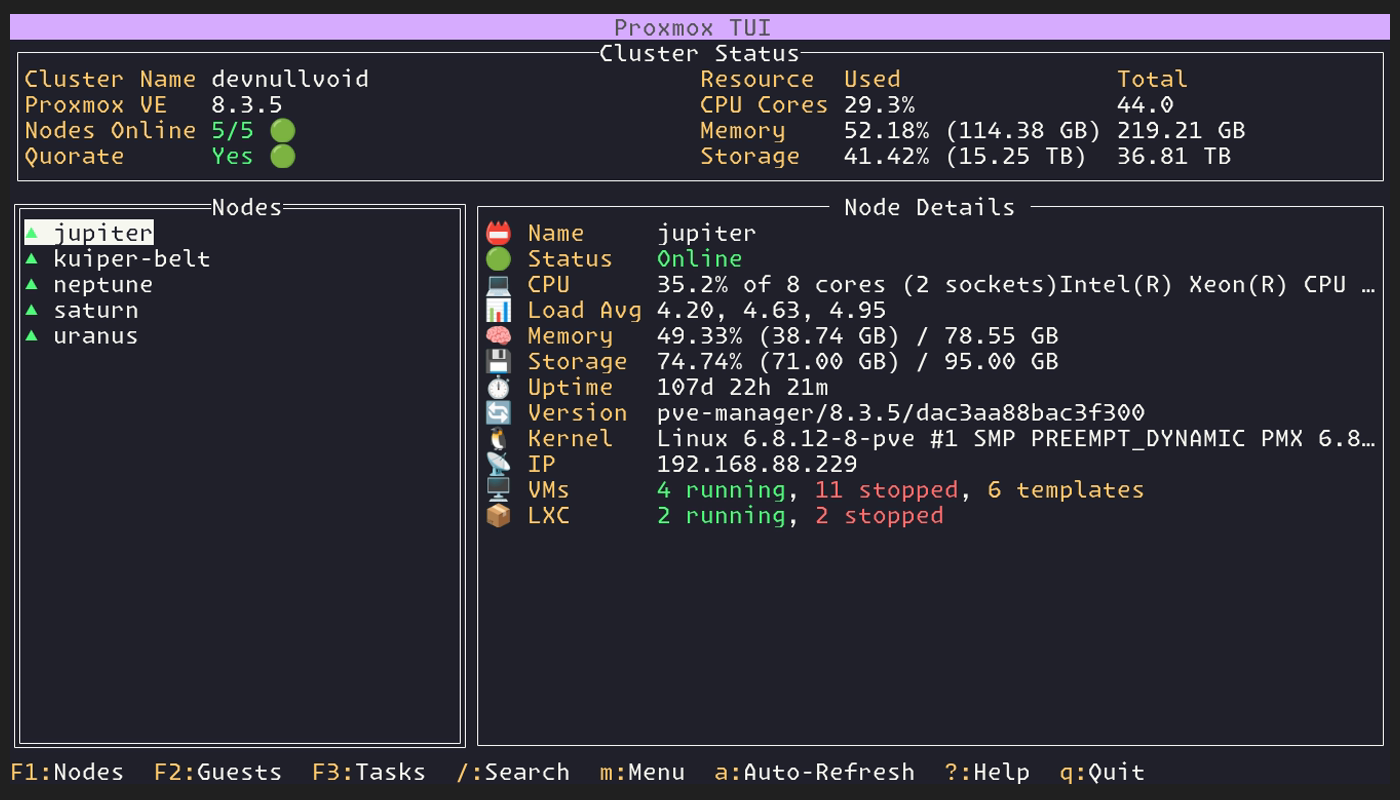 Proxmox TUI
Cluster Status
Cluster Name devnullvoid
Proxmox VE 8.3.5
Nodes Online 5/5
Quorate Yes
Resource Used Total
CPU Cores 29.3% 44.0
Memory 52.18% (114.38 GB) 219.21 GB
Storage 41.42% (15.25 TB) 36.81 TB
Nodes
jupiter
kuiper-belt
neptune
saturn
uranus
Node Details
Name jupiter
Status Online
CPU 35.2% of 8 cores (2 sockets)Intel(R) Xeon(R) CPU …
Load Avg 4.20, 4.63, 4.95
Memory 49.33% (38.74 GB) / 78.55 GB
Storage 74.74% (71.00 GB) / 95.00 GB
Uptime 107d 22h 21m
Version pve-manager/8.3.5/dac3aa88bac3f300
Kernel Linux 6.8.12-8-pve #1 SMP PREEMPT_DYNAMIC PMX 6.8…
IP 192.168.88.229
VMs 4 running, 11 stopped, 6 templates
LXC 2 running, 2 stopped
F1:Nodes F2:Guests F3:Tasks /:Search m:Menu a:Auto-Refresh ?:Help q:Quit